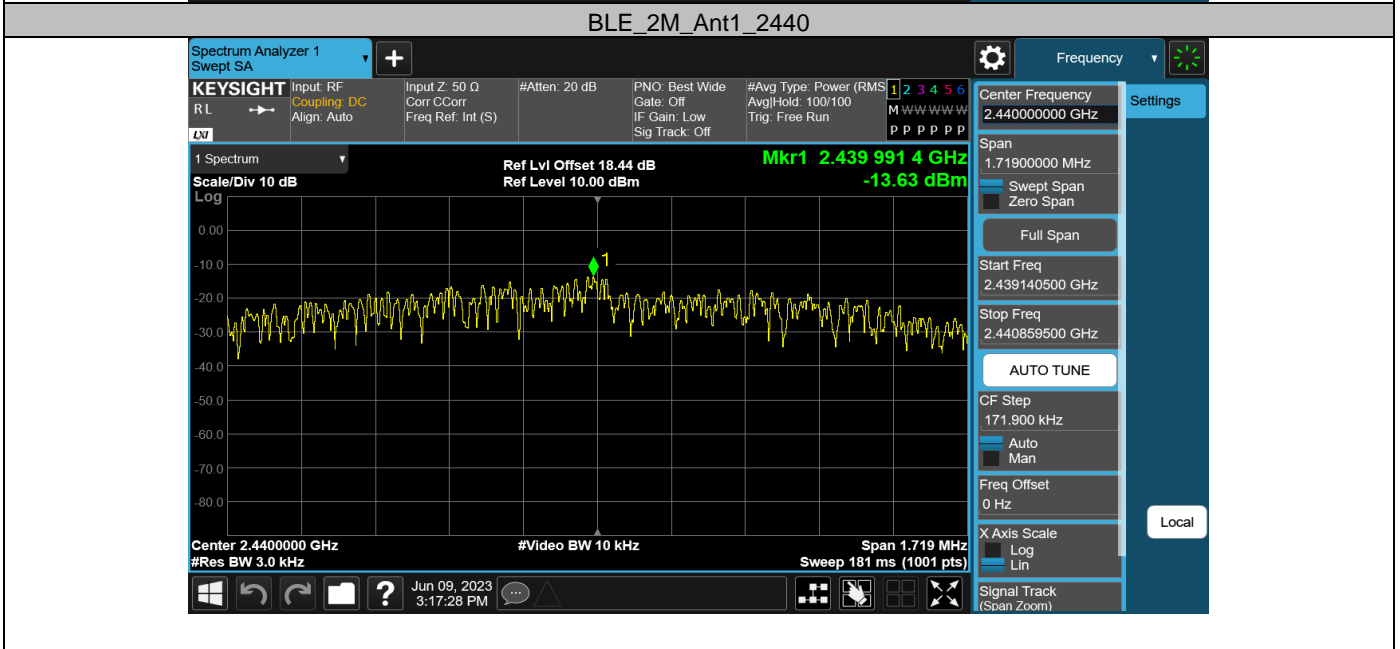 BLE_2M_Ant1_2440
Spectrum Analyzer 1
Swept SA
Frequency
KEYSIGHT
RL
LXI
Input: RF
Coupling: DC
Align: Auto
Input Z: 50 Ω
Corr CCorr
Freq Ref: Int (S)
#Atten: 20 dB
PNO: Best Wide
Gate: Off
IF Gain: Low
Sig Track: Off
#Avg Type: Power (RMS
Avg|Hold: 100/100
Trig: Free Run
1 2 3 4 5 6
M W W W W W
P P P P P P
1 Spectrum
Scale/Div 10 dB
Ref Lvl Offset 18.44 dB
Ref Level 10.00 dBm
Mkr1 2.439 991 4 GHz
-13.63 dBm
Log
0.00
-10.0
-20.0
-30.0
-40.0
-50.0
-60.0
-70.0
-80.0
1
Center 2.4400000 GHz
#Res BW 3.0 kHz
#Video BW 10 kHz
Span 1.719 MHz
Sweep 181 ms (1001 pts)
Jun 09, 2023
3:17:28 PM
Center Frequency
2.440000000 GHz
Span
1.71900000 MHz
Swept Span
Zero Span
Full Span
Start Freq
2.439140500 GHz
Stop Freq
2.440859500 GHz
AUTO TUNE
CF Step
171.900 kHz
Auto
Man
Freq Offset
0 Hz
X Axis Scale
Log
Lin
Signal Track
(Span Zoom)
Settings
Local